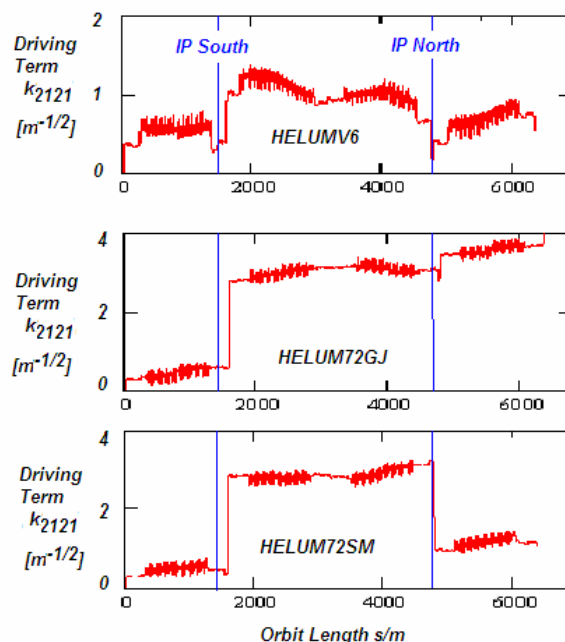 2
Driving
Term
k2121
[m-1/2]
IP South
IP North
1
HELUMV6
0
0
2000
4000
6000
4
Driving
Term
k2121
[m-1/2]
2
HELUM72GJ
0
0
2000
4000
6000
4
Driving
Term
k2121
[m-1/2]
2
HELUM72SM
0
0
2000
4000
6000
Orbit Length s/m